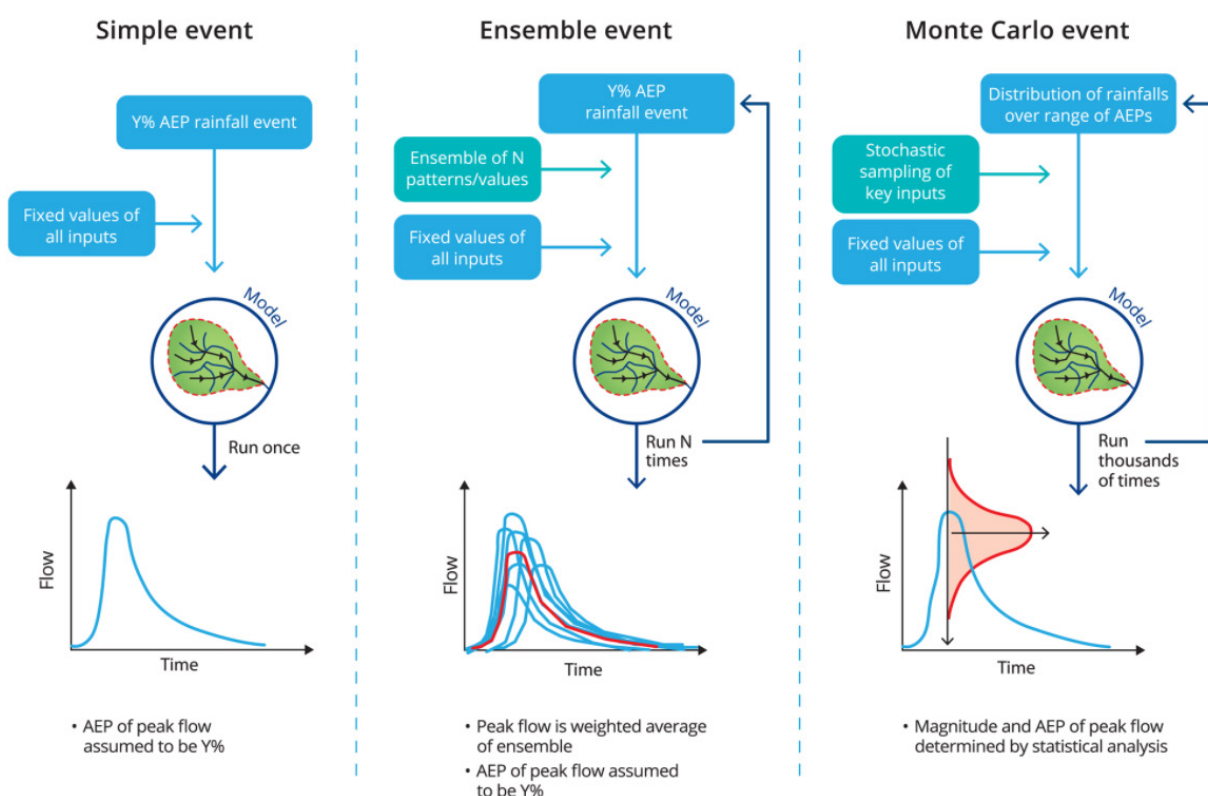 Simple event
Y% AEP rainfall event
Fixed values of
all inputs
Model
Run once
Flow
Time
• AEP of peak flow
assumed to be Y%
Ensemble event
Y% AEP
rainfall event
Ensemble of N
patterns/values
Fixed values of
all inputs
Model
Run N
times
Flow
Time
• Peak flow is weighted average
of ensemble
• AEP of peak flow assumed
to be Y%
Monte Carlo event
Distribution of rainfalls
over range of AEPs
Stochastic
sampling of
key inputs
Fixed values of
all inputs
Model
Run
thousands
of times
Flow
Time
• Magnitude and AEP of peak flow
determined by statistical analysis